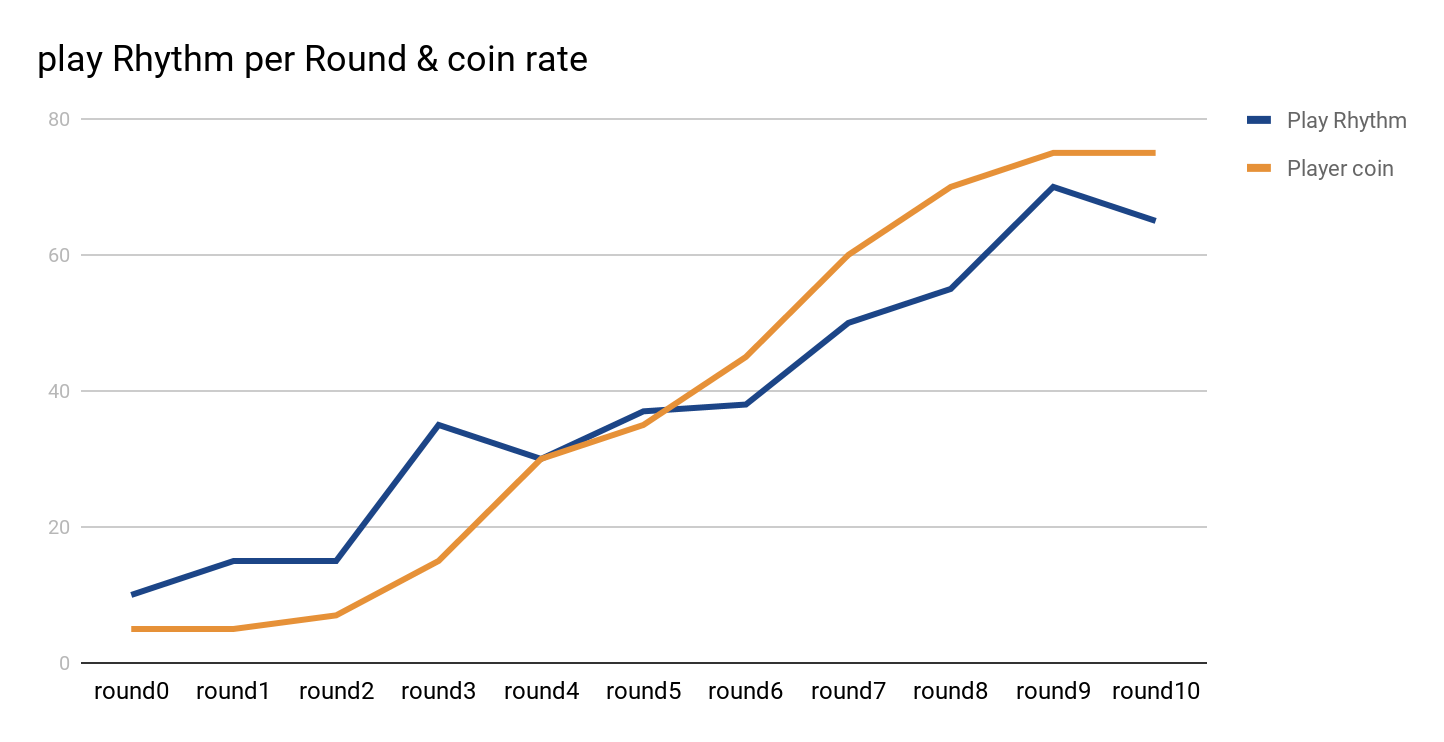 play Rhythm per Round & coin rate
80
60
40
20
0
round0 round1 round2 round3 round4 round5 round6 round7 round8 round9 round10
Play Rhythm
Player coin